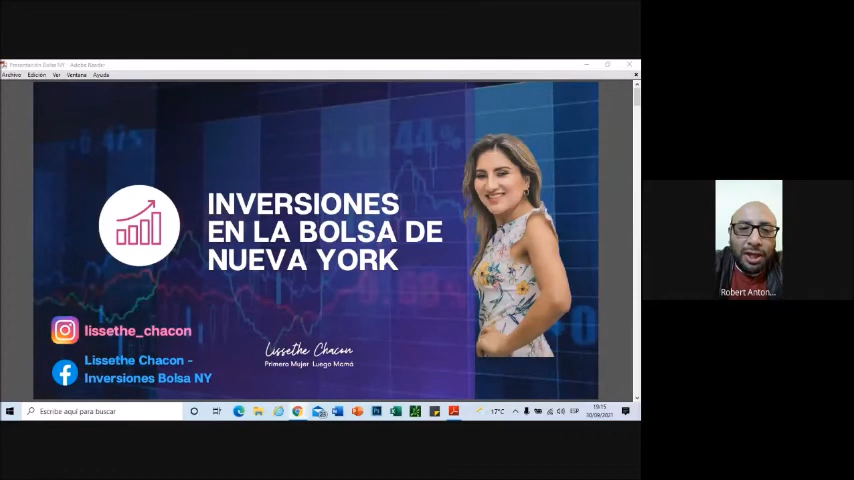 Presentación Bolsa NY - Adobe Reader
Archivo Edición Ver Ventana Ayuda
+0.44%
INVERSIONES
EN LA BOLSA DE
NUEVA YORK
lissethe_chacon
Lissethe Chacon -
Inversiones Bolsa NY
Lissethe Chacon
Primero Mujer Luego Mamá
Robert Anton...
Escribe aquí para buscar
17°C
ESP
19:15
30/09/2021